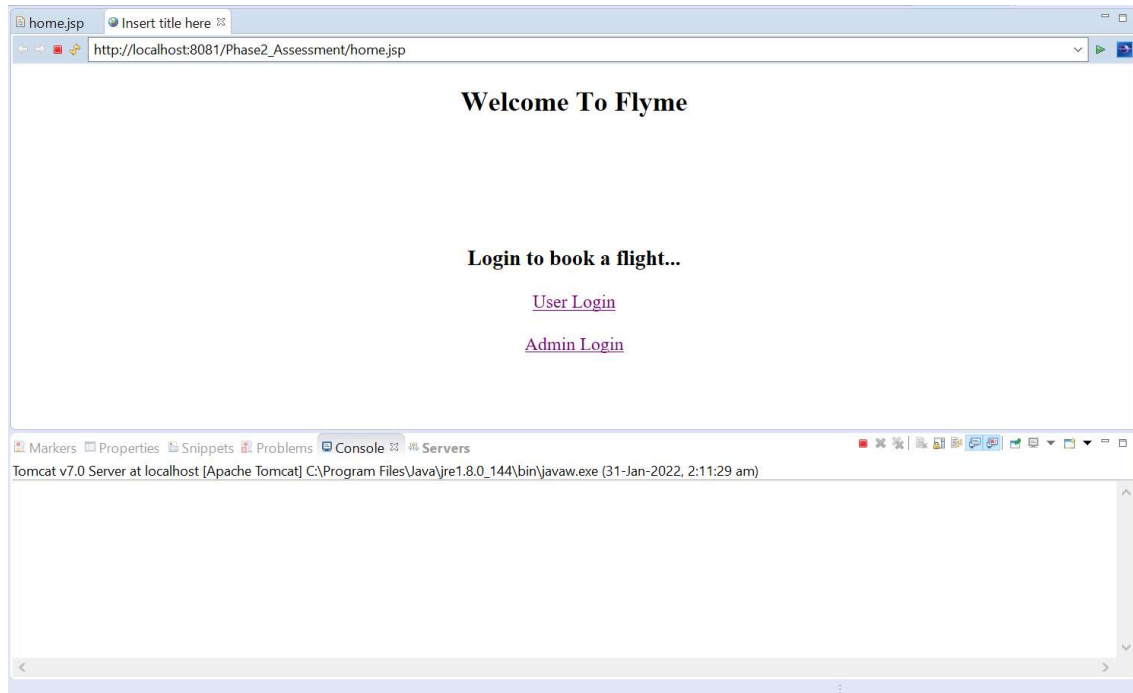 home.jsp Insert title here
http://localhost:8081/Phase2_Assessment/home.jsp
Welcome To Flyme
Login to book a flight...
User Login
Admin Login
Markers Properties Snippets Problems Console Servers
Tomcat v7.0 Server at localhost [Apache Tomcat] C:\Program Files\Java\jre1.8.0_144\bin\javaw.exe (31-Jan-2022, 2:11:29 am)